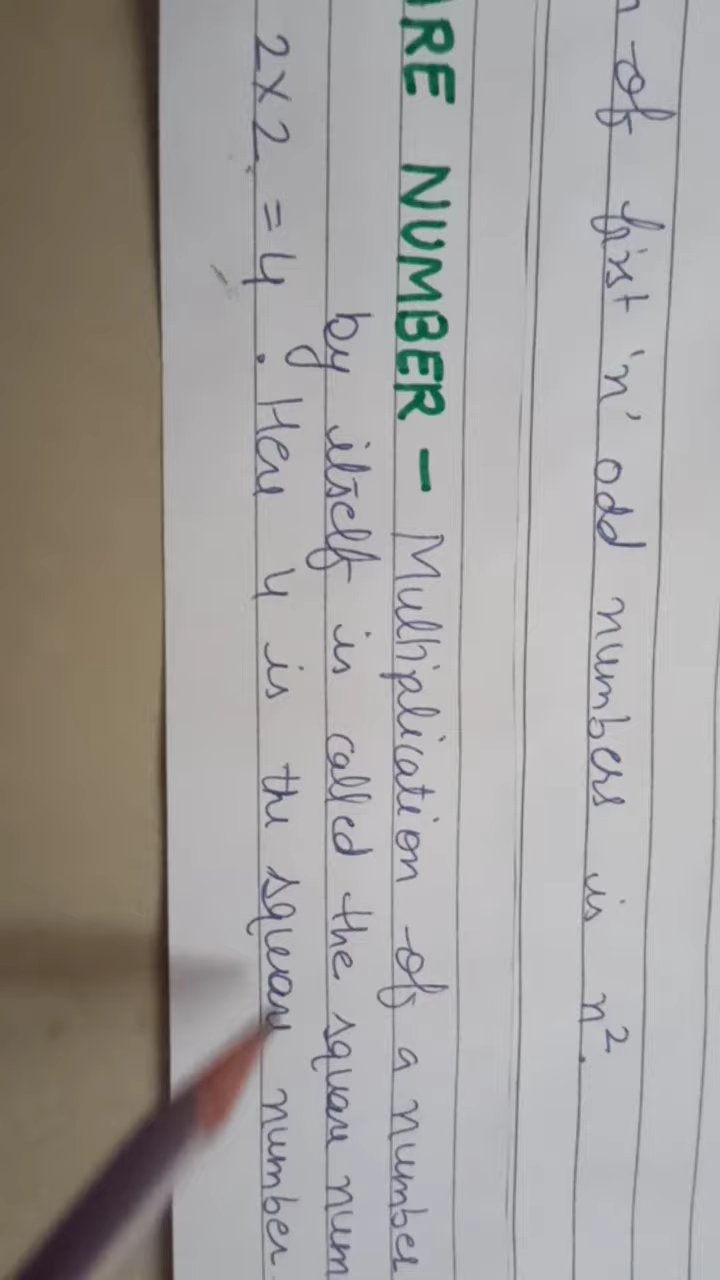 of first 'n' odd numbers is n².
ARE NUMBER - Multiplication of a number
by itself is called the square num
2×2 = 4. Here 4 is the square number